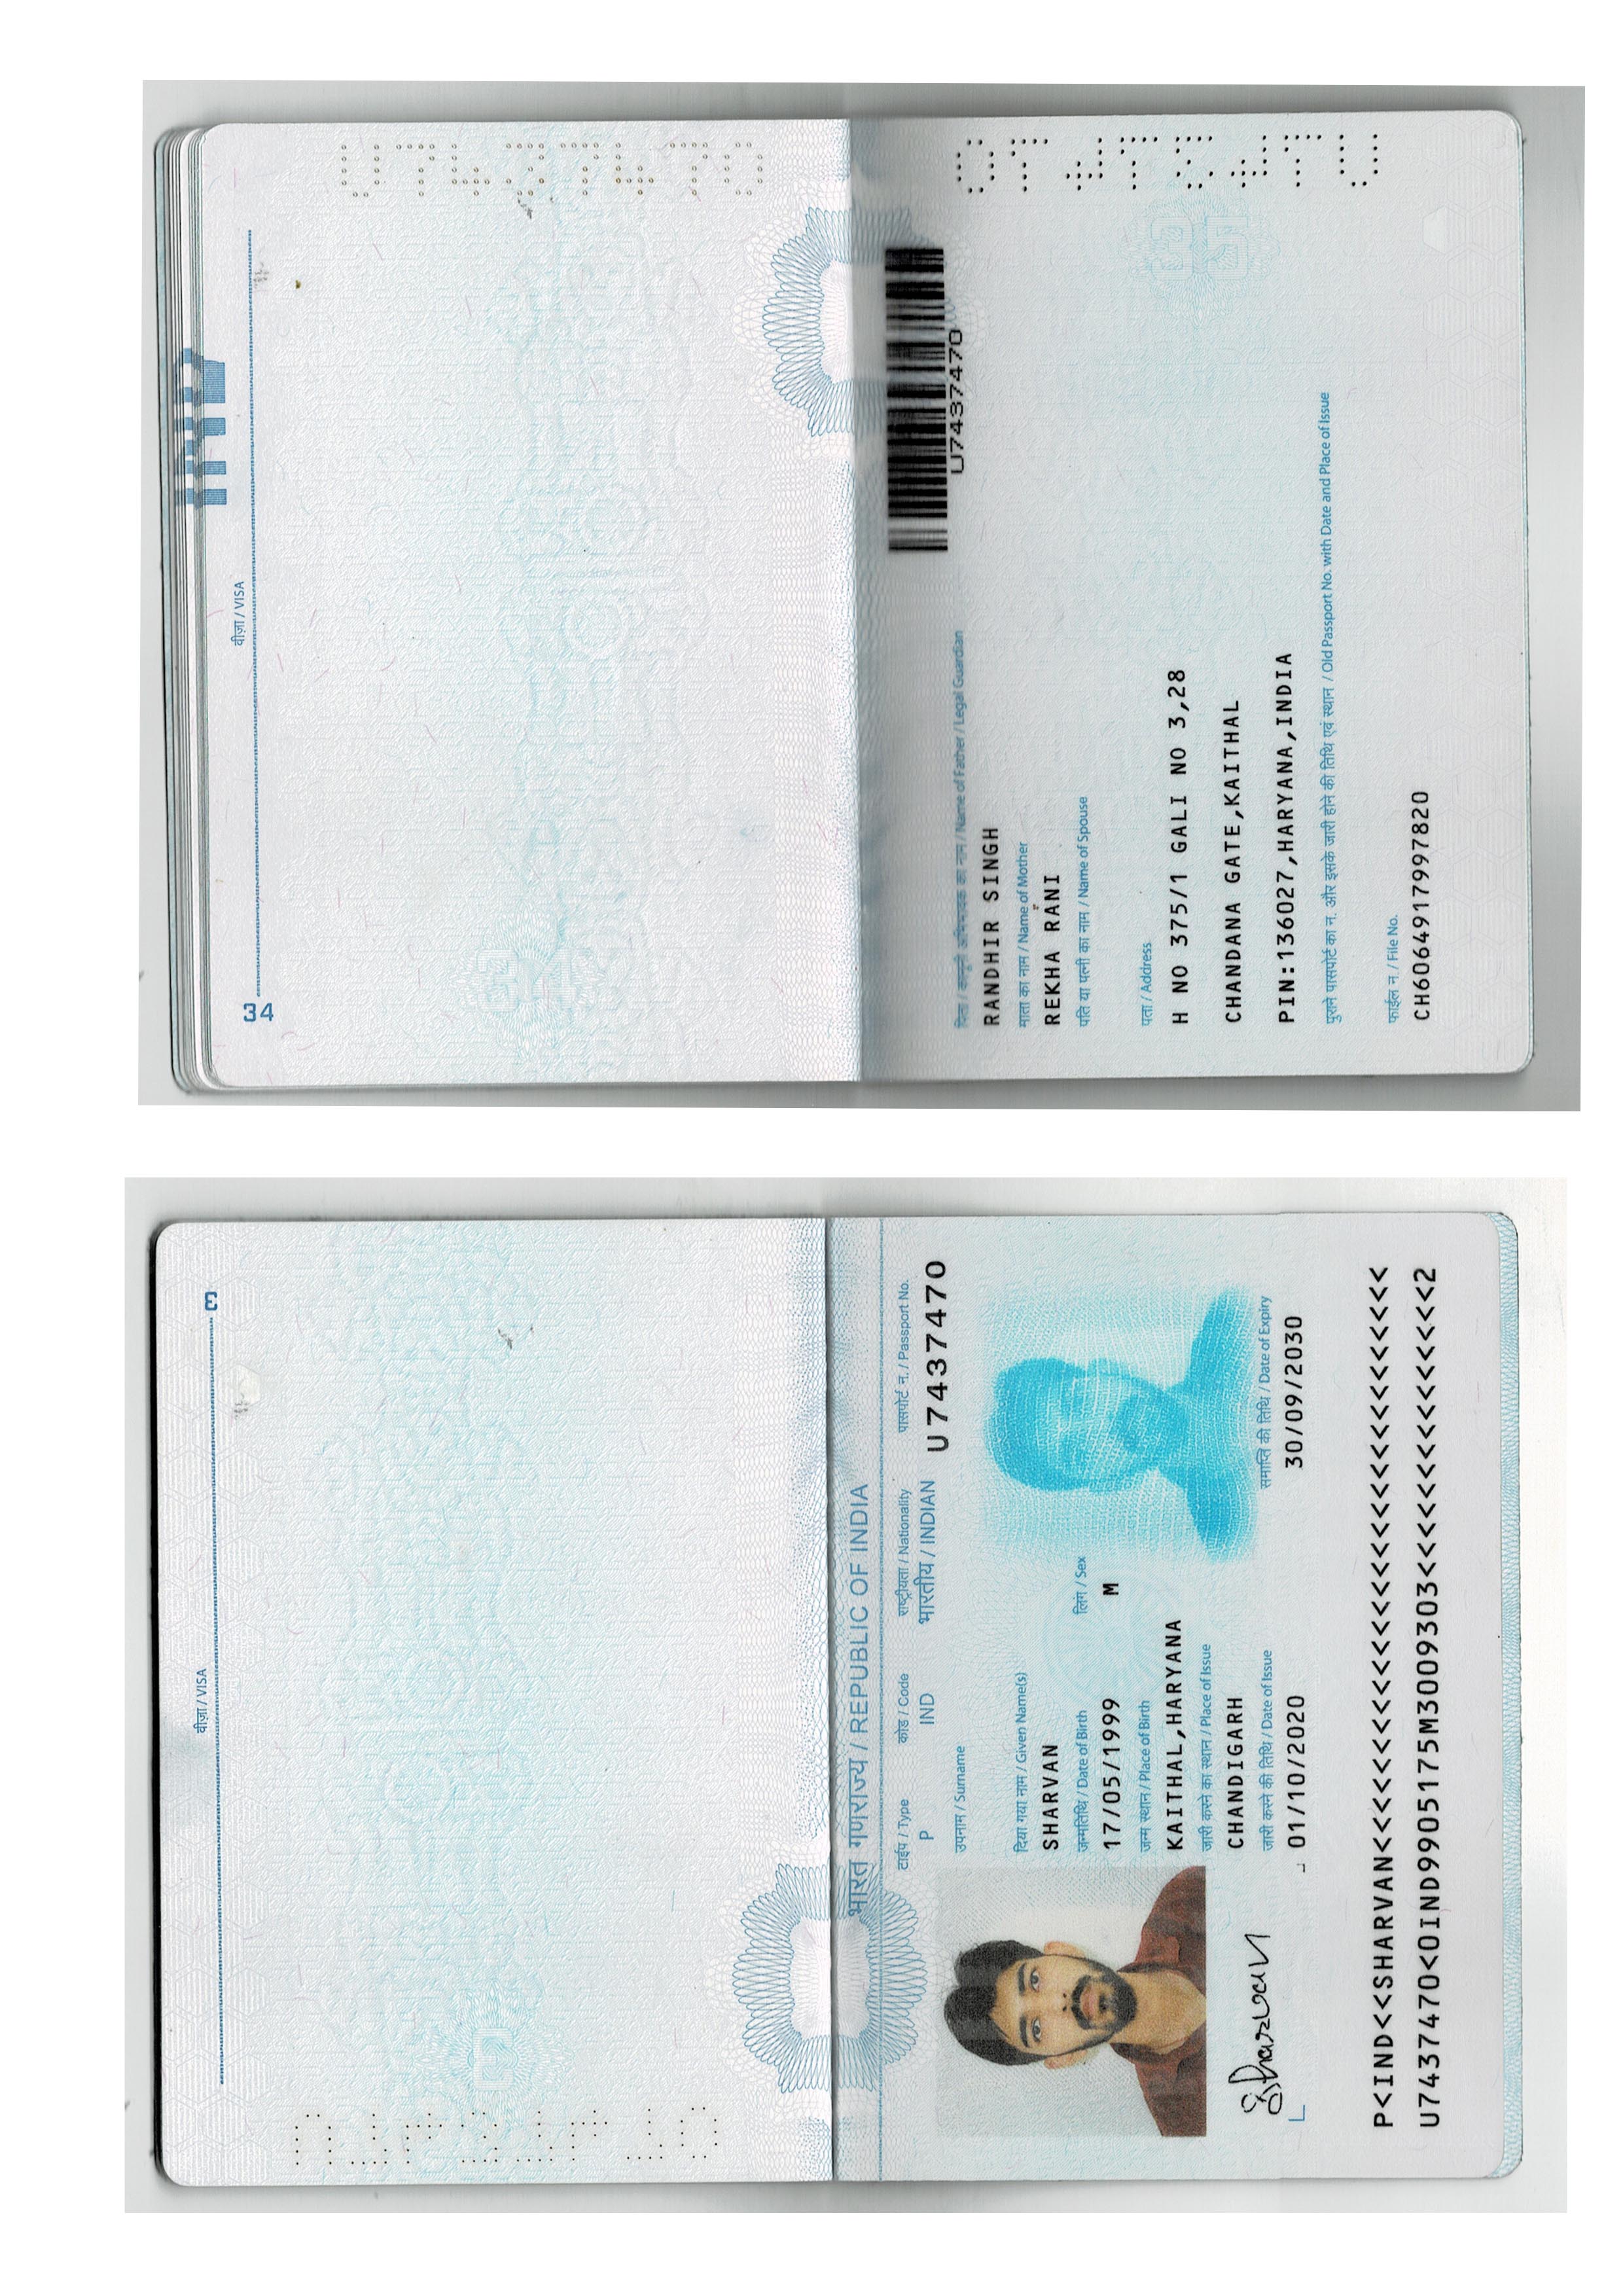 वीज़ा / VISA
3
भारत गणराज्य / REPUBLIC OF INDIA
टाईप / Type
कोड / Code
राष्ट्रीयता / Nationality
पासपोर्ट न. / Passport No.
P
IND
भारतीय / INDIAN
U7437470
उपनाम / Surname
दिया गया नाम / Given Name(s)
SHARVAN
जन्मतिथि / Date of Birth
लिंग / Sex
17/05/1999
M
जन्म स्थान / Place of Birth
KAITHAL,HARYANA
जारी करने का स्थान / Place of Issue
CHANDIGARH
Sharvan
जारी करने की तिथि / Date of Issue
समाप्ति की तिथि / Date of Expiry
01/10/2020
30/09/2030
P<IND<<SHARVAN<<<<<<<<<<<<<<<<<<<<<<<<<<<<<<
U7437470<0IND9905175M3009303<<<<<<<<<<<<<<<2
IND
वीज़ा / VISA
34
U7437470
पिता / कानूनी अभिभावक का नाम / Name of Father / Legal Guardian
RANDHIR SINGH
माता का नाम / Name of Mother
REKHA RANI
पति या पत्नी का नाम / Name of Spouse
पता / Address
H NO 375/1 GALI NO 3,28
CHANDANA GATE,KAITHAL
PIN:136027,HARYANA,INDIA
पुराने पासपोर्ट का न. और इसके जारी होने की तिथि एवं स्थान / Old Passport No. with Date and Place of Issue
फाईल न. / File No.
CH6064917997820